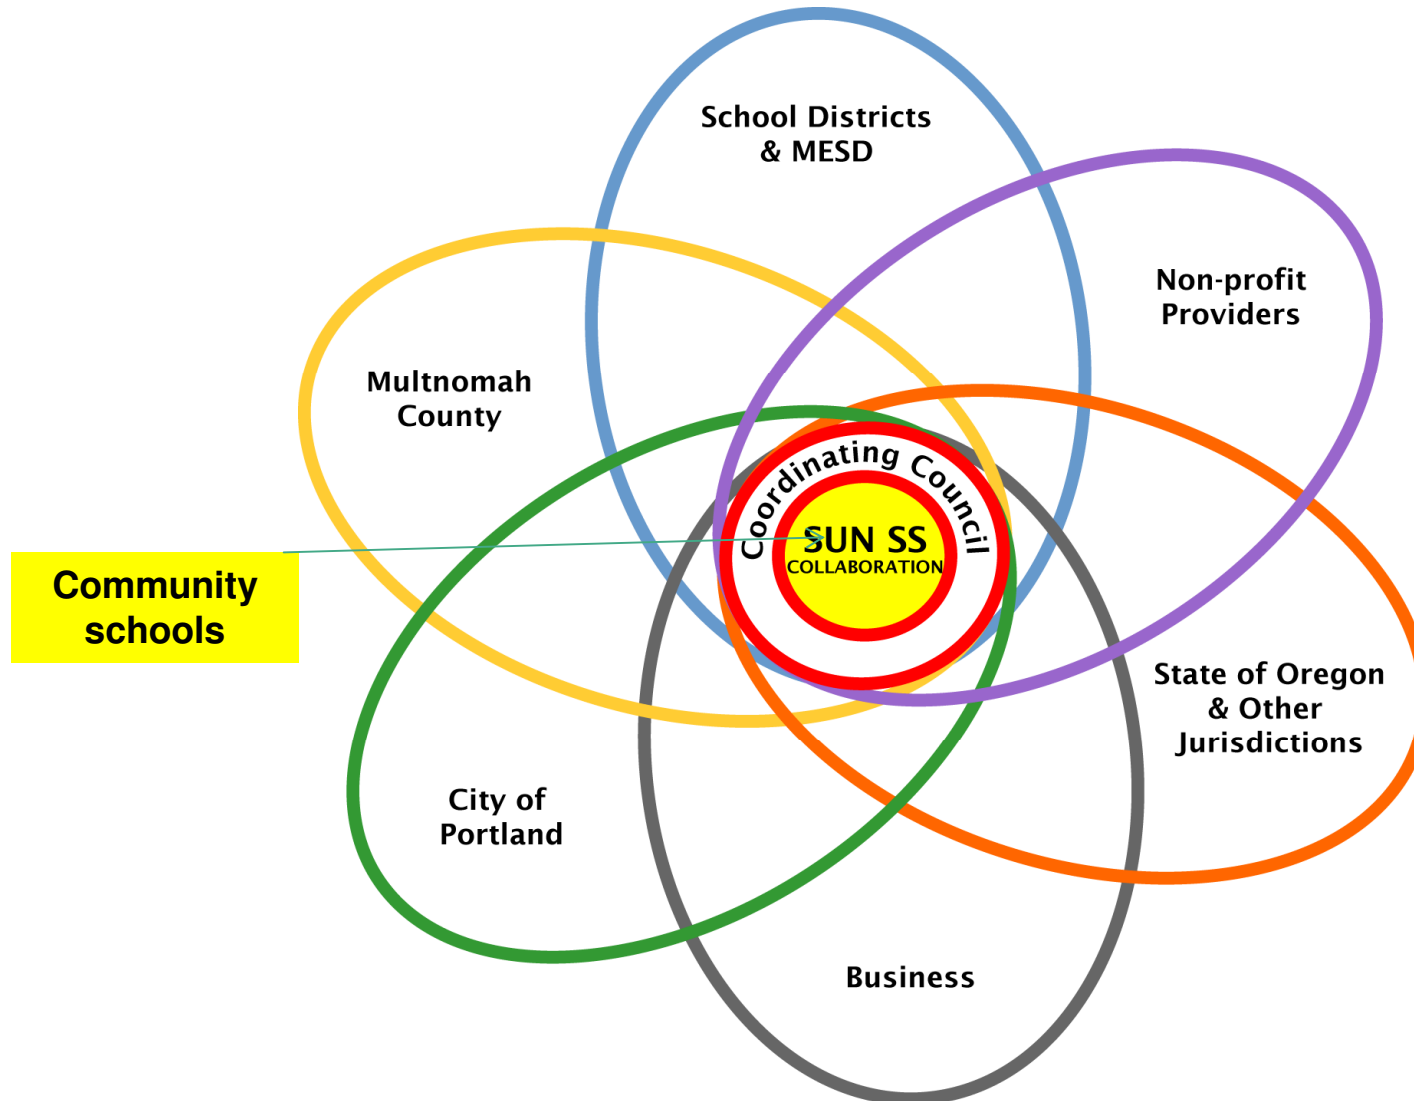 School Districts
& MESD
Non-profit
Providers
Multnomah
County
Coordinating Council
SUN SS
COLLABORATION
Community
schools
State of Oregon
& Other
Jurisdictions
City of
Portland
Business